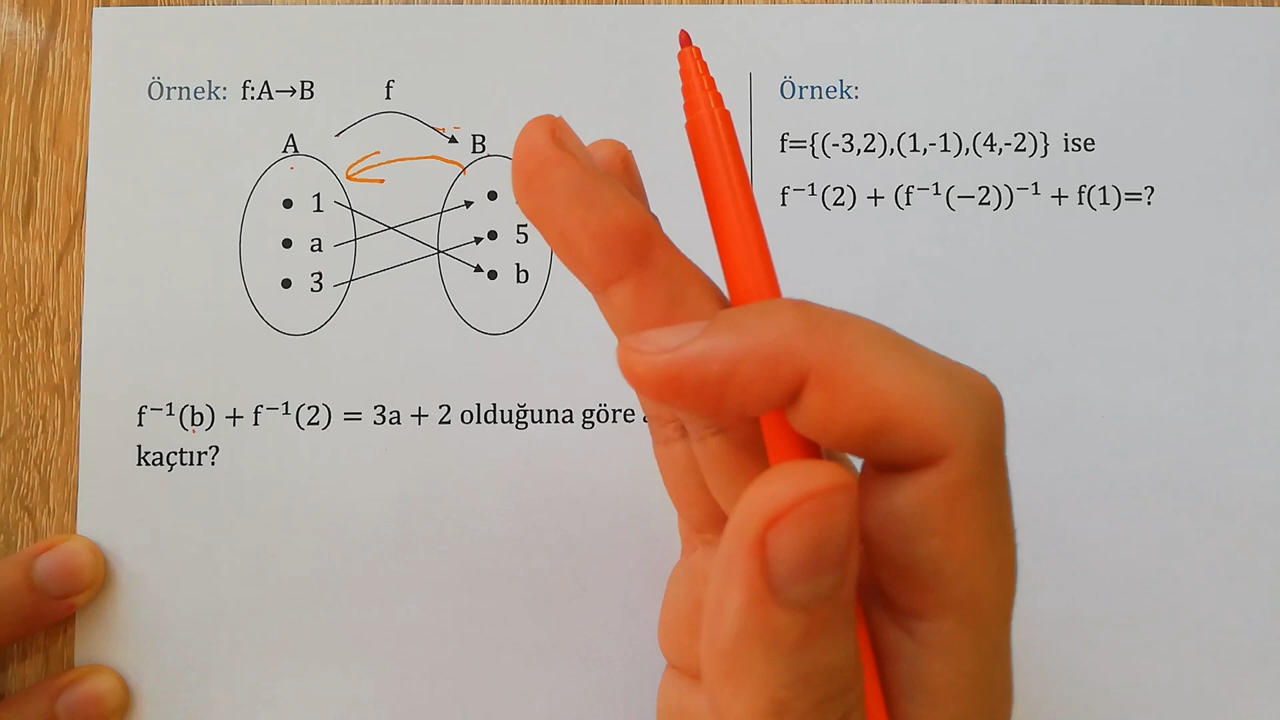 Örnek: f:A→B
f
A
B
1
a
3
5
b
f⁻¹(b) + f⁻¹(2) = 3a + 2 olduğuna göre
kaçtır?
Örnek:
f={(-3,2),(1,-1),(4,-2)} ise
f⁻¹(2) + (f⁻¹(−2))⁻¹ + f(1)=?